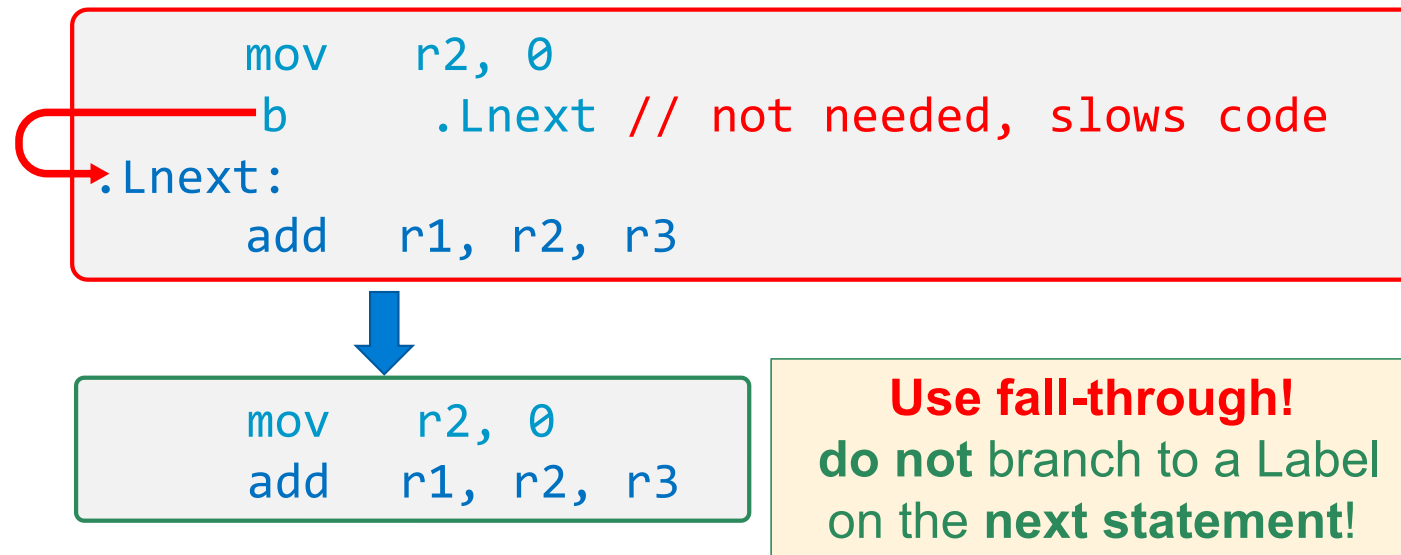 mov r2, 0
b .Lnext // not needed, slows code
.Lnext:
add r1, r2, r3
mov r2, 0
add r1, r2, r3
Use fall-through!
do not branch to a Label
on the next statement!